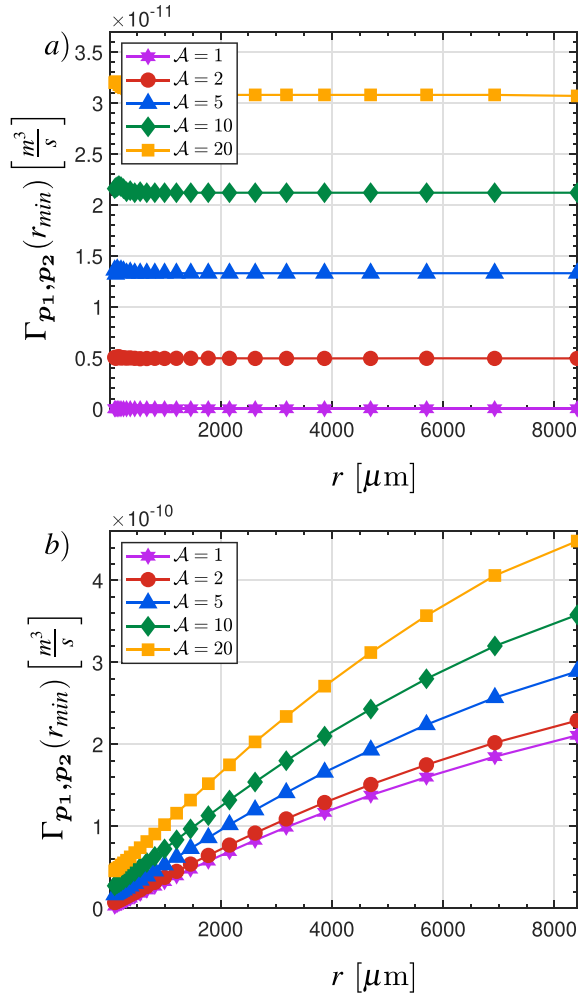 ×10⁻¹¹
a)
3.5
3
2.5
2
1.5
1
0.5
0
𝒜 = 1
𝒜 = 2
𝒜 = 5
𝒜 = 10
𝒜 = 20
Γₚ₁,ₚ₂(rₘᵢₙ) [m³/s]
2000 4000 6000 8000
r [μm]
×10⁻¹⁰
b)
4
3
2
1
0
𝒜 = 1
𝒜 = 2
𝒜 = 5
𝒜 = 10
𝒜 = 20
Γₚ₁,ₚ₂(rₘᵢₙ) [m³/s]
2000 4000 6000 8000
r [μm]